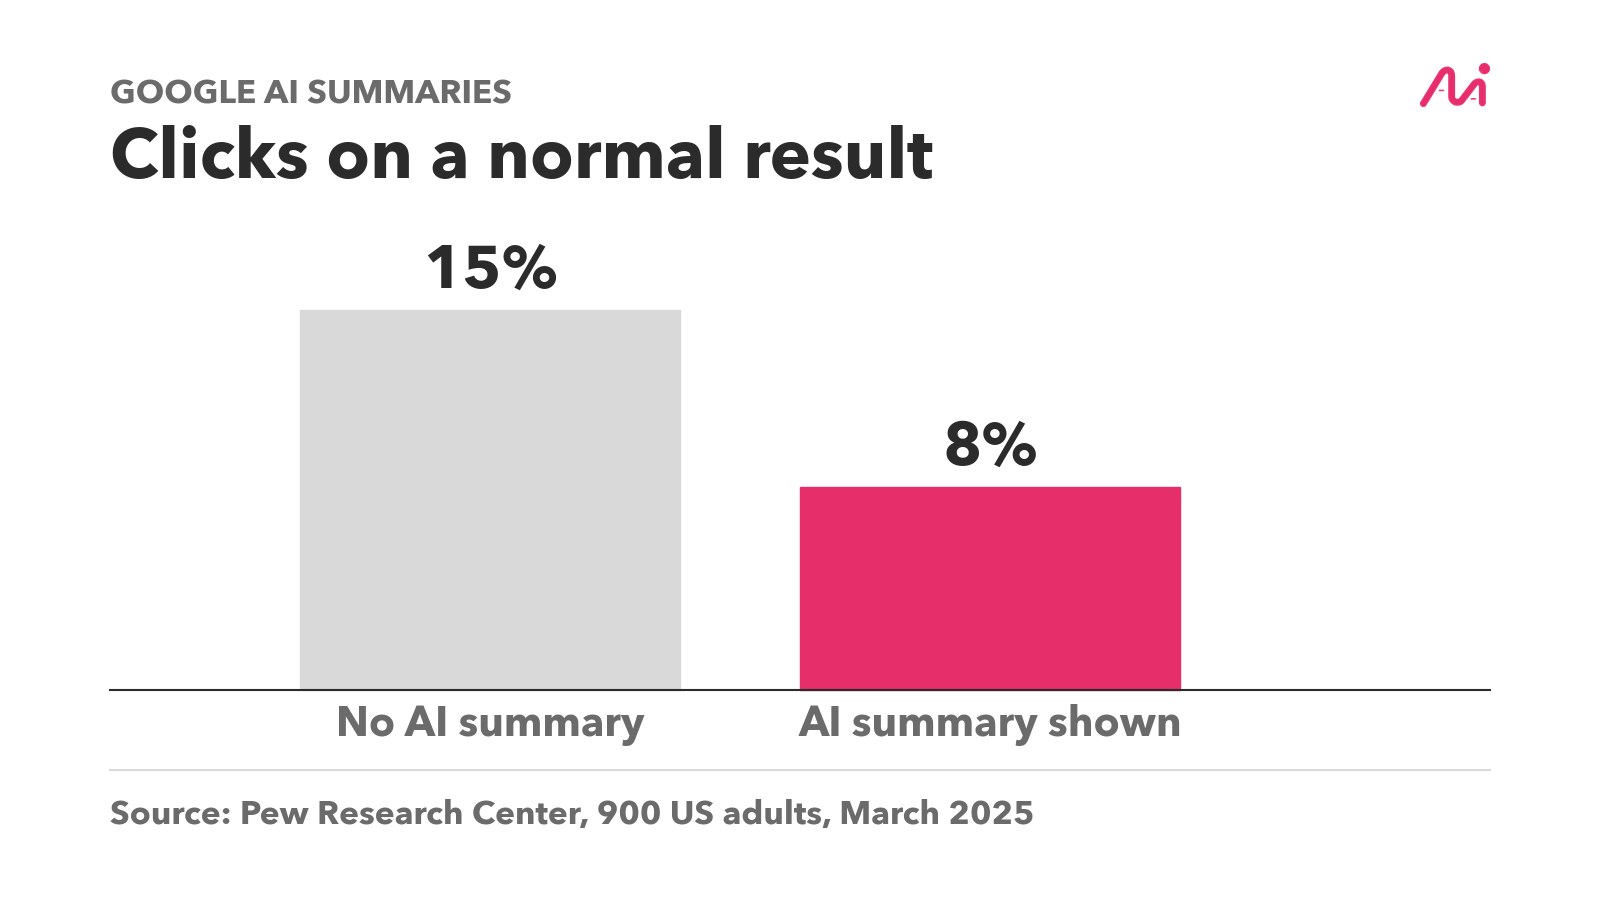 GOOGLE AI SUMMARIES
Clicks on a normal result
15%
8%
No AI summary
AI summary shown
Source: Pew Research Center, 900 US adults, March 2025